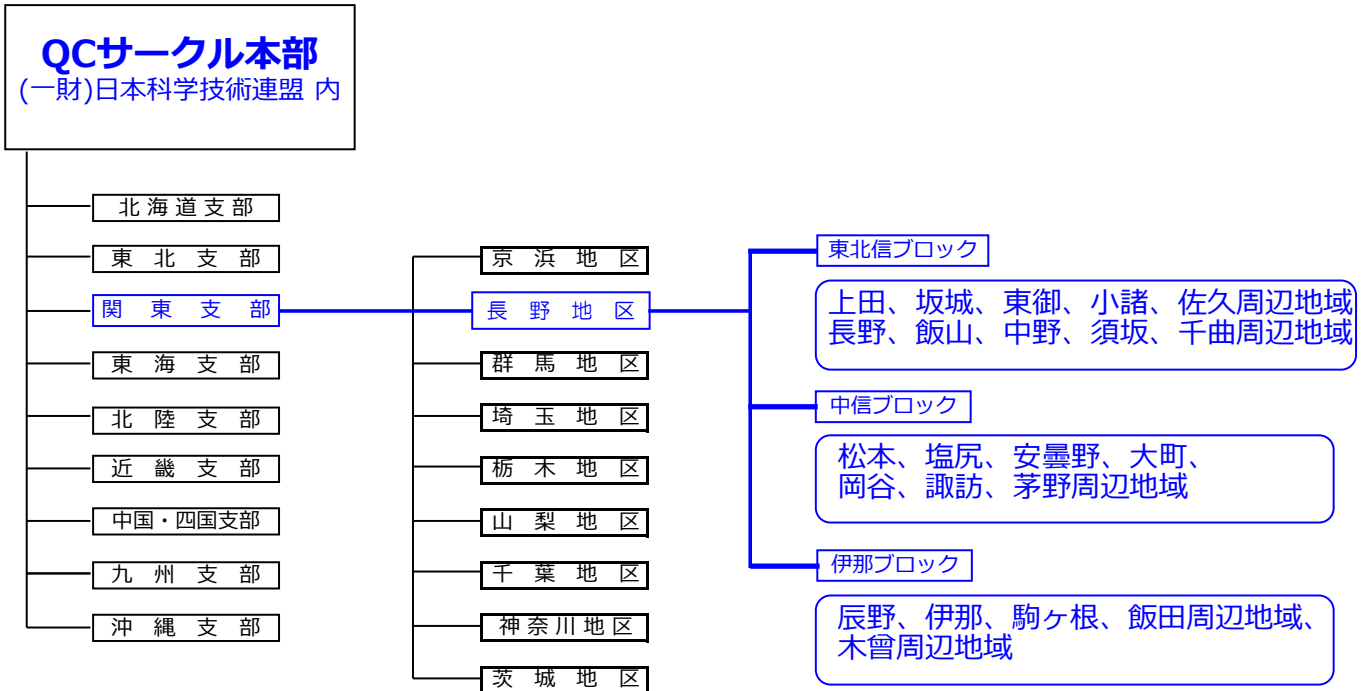 QCサークル本部
(一財)日本科学技術連盟 内
北海道支部
東北支部
関東支部
東海支部
北陸支部
近畿支部
中国・四国支部
九州支部
沖縄支部
京浜地区
長野地区
群馬地区
埼玉地区
栃木地区
山梨地区
千葉地区
神奈川地区
茨城地区
東北信ブロック
上田、坂城、東御、小諸、佐久周辺地域
長野、飯山、中野、須坂、千曲周辺地域
中信ブロック
松本、塩尻、安曇野、大町、
岡谷、諏訪、茅野周辺地域
伊那ブロック
辰野、伊那、駒ヶ根、飯田周辺地域、
木曾周辺地域